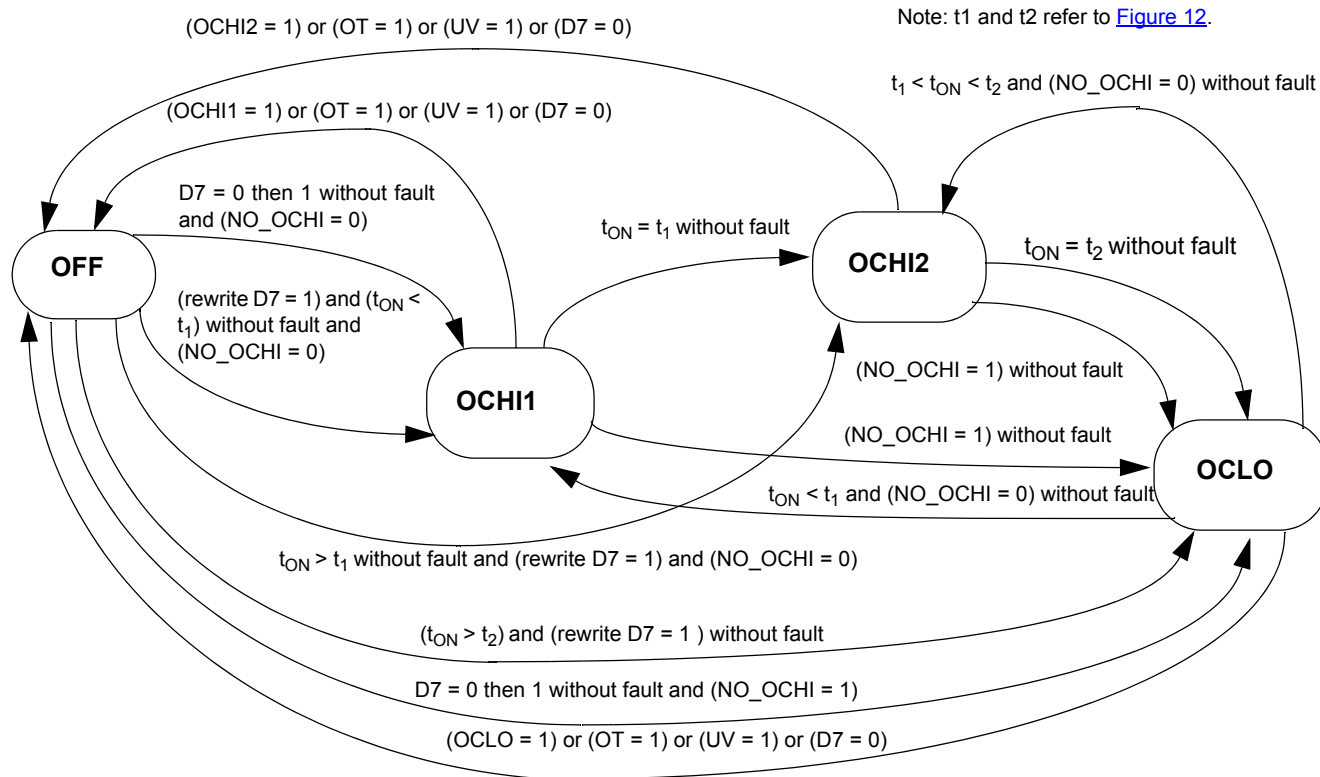 Note: t1 and t2 refer to Figure 12.
(OCHI2 = 1) or (OT = 1) or (UV = 1) or (D7 = 0)
t1 < tON < t2 and (NO_OCHI = 0) without fault
(OCHI1 = 1) or (OT = 1) or (UV = 1) or (D7 = 0)
D7 = 0 then 1 without fault
and (NO_OCHI = 0)
tON = t1 without fault
OFF
OCHI2
tON = t2 without fault
(rewrite D7 = 1) and (tON <
t1) without fault and
(NO_OCHI = 0)
(NO_OCHI = 1) without fault
OCHI1
(NO_OCHI = 1) without fault
OCLO
tON < t1 and (NO_OCHI = 0) without fault
tON > t1 without fault and (rewrite D7 = 1) and (NO_OCHI = 0)
(tON > t2) and (rewrite D7 = 1 ) without fault
D7 = 0 then 1 without fault and (NO_OCHI = 1)
(OCLO = 1) or (OT = 1) or (UV = 1) or (D7 = 0)